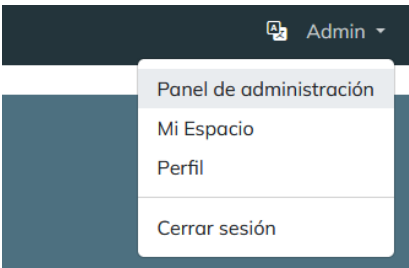 Admin
Panel de administración
Mi Espacio
Perfil
Cerrar sesión